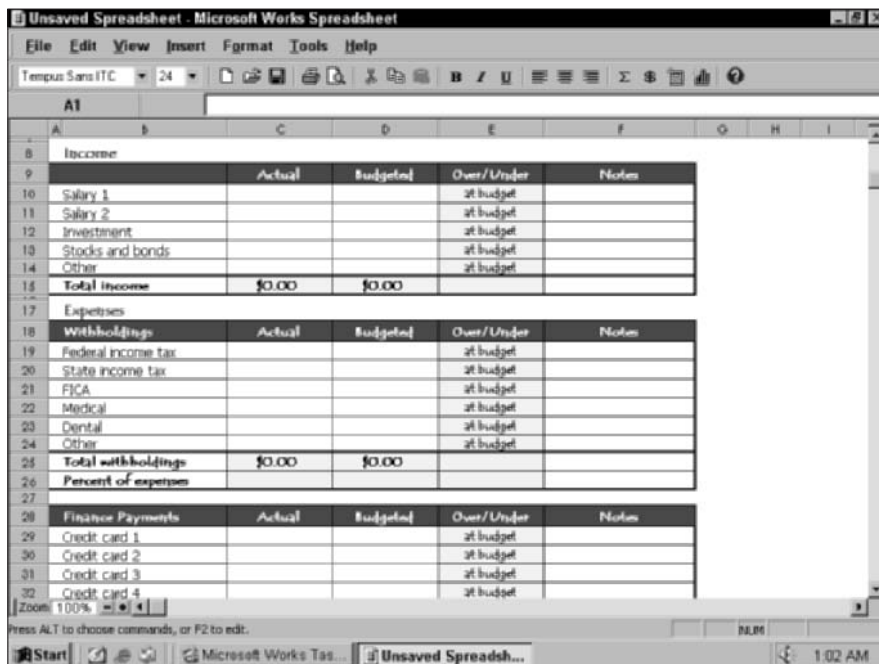 Unsaved Spreadsheet - Microsoft Works Spreadsheet
File Edit View Insert Format Tools Help
Tempus Sans ITC 24 B I U Σ $
A1
A B C D E F G H I
8 Income
9 Actual Budgeted Over/Under Notes
10 Salary 1 at budget
11 Salary 2 at budget
12 Investment at budget
13 Stocks and bonds at budget
14 Other at budget
15 Total income $0.00 $0.00
17 Expenses
18 Withholdings Actual Budgeted Over/Under Notes
19 Federal income tax at budget
20 State income tax at budget
21 FICA at budget
22 Medical at budget
23 Dental at budget
24 Other at budget
25 Total withholdings $0.00 $0.00
26 Percent of expenses
27
28 Finance Payments Actual Budgeted Over/Under Notes
29 Credit card 1 at budget
30 Credit card 2 at budget
31 Credit card 3 at budget
32 Credit card 4 at budget
Zoom 100%
Press ALT to choose commands, or F2 to edit. NUM
Start Microsoft Works Tas... Unsaved Spreadsh... 1:02 AM